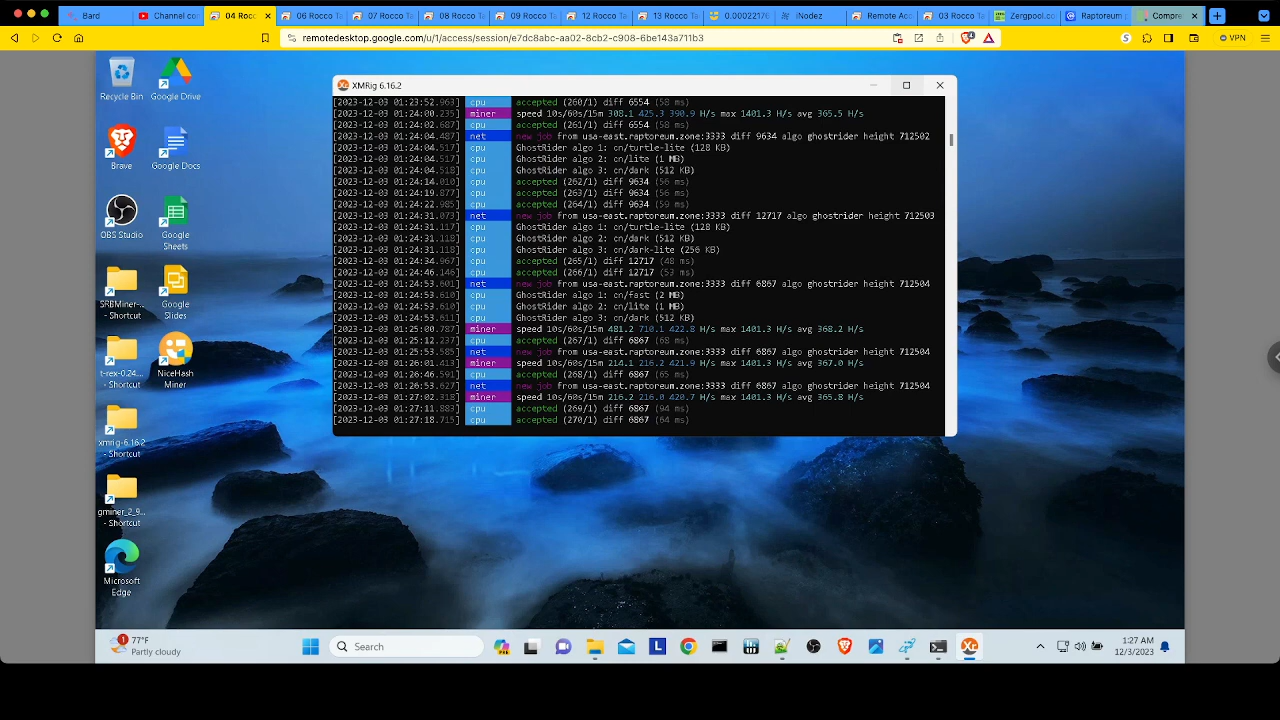 Bard
Channel co
04 Rocc
06 Rocco Ta
07 Rocco Ta
08 Rocco Ta
09 Rocco Ta
12 Rocco Ta
13 Rocco Ta
0.00022176
iNodez
Remote Acc
03 Rocco Ta
Zergpool.co
Raptoreum
Compre
remotedesktop.google.com/u/1/access/session/e7dc8abc-aa02-8cb2-c908-6be143a711b3
VPN
XMRig 6.16.2
[2023-12-03 01:23:52.963] cpu accepted (260/1) diff 6554 (58 ms)
[2023-12-03 01:24:00.235] miner speed 10s/60s/15m 308.1 425.3 390.9 H/s max 1401.3 H/s avg 365.5 H/s
[2023-12-03 01:24:02.687] cpu accepted (261/1) diff 6554 (58 ms)
[2023-12-03 01:24:04.487] net new job from usa-east.raptoreum.zone:3333 diff 9634 algo ghostrider height 712502
[2023-12-03 01:24:04.517] cpu GhostRider algo 1: cn/turtle-lite (128 KB)
[2023-12-03 01:24:04.517] cpu GhostRider algo 2: cn/lite (1 MB)
[2023-12-03 01:24:04.518] cpu GhostRider algo 3: cn/dark (512 KB)
[2023-12-03 01:24:14.010] cpu accepted (262/1) diff 9634 (56 ms)
[2023-12-03 01:24:19.877] cpu accepted (263/1) diff 9634 (56 ms)
[2023-12-03 01:24:22.985] cpu accepted (264/1) diff 9634 (59 ms)
[2023-12-03 01:24:31.073] net new job from usa-east.raptoreum.zone:3333 diff 12717 algo ghostrider height 712503
[2023-12-03 01:24:31.117] cpu GhostRider algo 1: cn/turtle-lite (128 KB)
[2023-12-03 01:24:31.118] cpu GhostRider algo 2: cn/dark (512 KB)
[2023-12-03 01:24:31.118] cpu GhostRider algo 3: cn/dark-lite (256 KB)
[2023-12-03 01:24:34.967] cpu accepted (265/1) diff 12717 (48 ms)
[2023-12-03 01:24:46.146] cpu accepted (266/1) diff 12717 (53 ms)
[2023-12-03 01:24:53.601] net new job from usa-east.raptoreum.zone:3333 diff 6867 algo ghostrider height 712504
[2023-12-03 01:24:53.610] cpu GhostRider algo 1: cn/fast (2 MB)
[2023-12-03 01:24:53.610] cpu GhostRider algo 2: cn/lite (1 MB)
[2023-12-03 01:24:53.611] cpu GhostRider algo 3: cn/dark (512 KB)
[2023-12-03 01:25:00.787] miner speed 10s/60s/15m 481.2 710.1 422.8 H/s max 1401.3 H/s avg 368.2 H/s
[2023-12-03 01:25:12.237] cpu accepted (267/1) diff 6867 (68 ms)
[2023-12-03 01:25:53.585] net new job from usa-east.raptoreum.zone:3333 diff 6867 algo ghostrider height 712504
[2023-12-03 01:26:01.413] miner speed 10s/60s/15m 214.1 216.2 421.9 H/s max 1401.3 H/s avg 367.0 H/s
[2023-12-03 01:26:46.591] cpu accepted (268/1) diff 6867 (65 ms)
[2023-12-03 01:26:53.627] net new job from usa-east.raptoreum.zone:3333 diff 6867 algo ghostrider height 712504
[2023-12-03 01:27:02.318] miner speed 10s/60s/15m 216.2 216.0 420.7 H/s max 1401.3 H/s avg 365.8 H/s
[2023-12-03 01:27:11.883] cpu accepted (269/1) diff 6867 (94 ms)
[2023-12-03 01:27:18.715] cpu accepted (270/1) diff 6867 (64 ms)
Recycle Bin
Google Drive
Brave
Google Docs
OBS Studio
Google
Sheets
SRBMiner-...
- Shortcut
Google
Slides
t-rex-0.24...
- Shortcut
NiceHash
Miner
xmrig-6.16.2
- Shortcut
gminer_2_9...
- Shortcut
Microsoft
Edge
1
77°F
Partly cloudy
Search
1:27 AM
12/3/2023